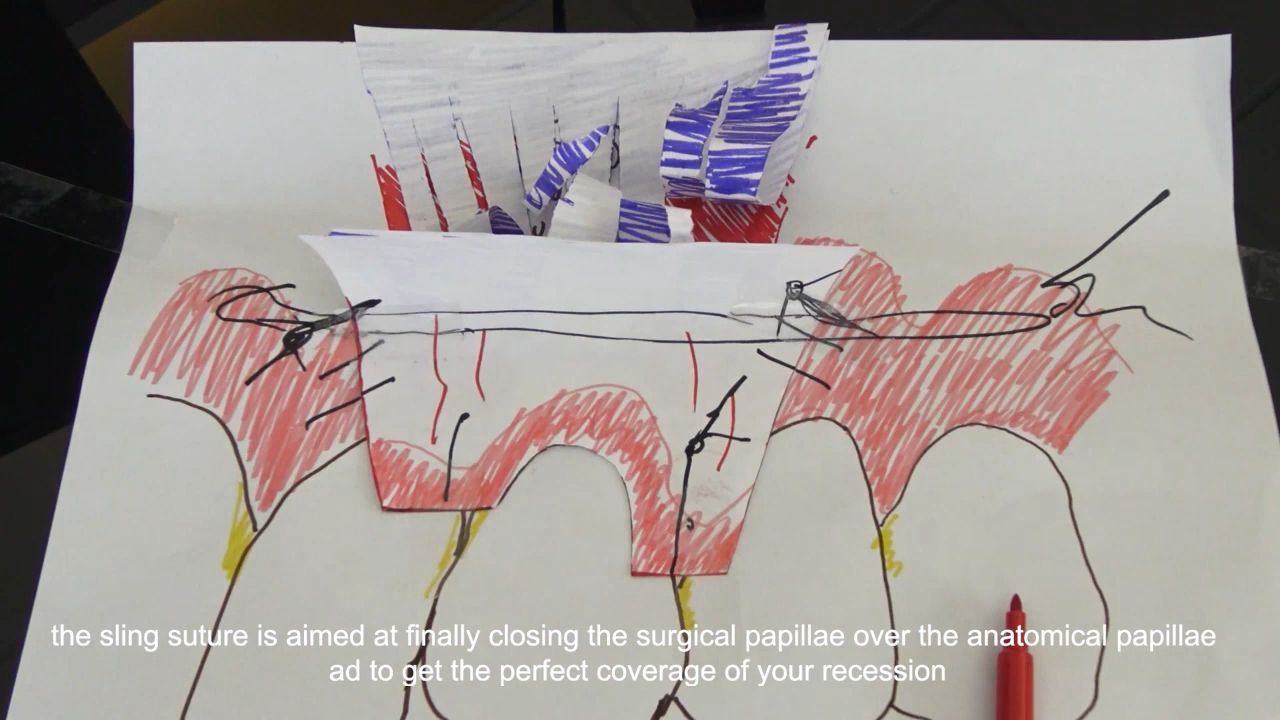 the sling suture is aimed at finally closing the surgical papillae over the anatomical papillae
ad to get the perfect coverage of your recession